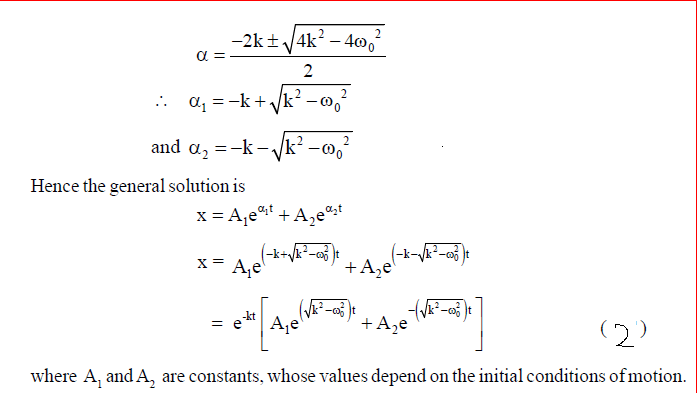 α = (−2k ± √(4k² − 4ω₀²)) / 2
∴ α₁ = −k + √(k² − ω₀²)
and α₂ = −k − √(k² − ω₀²)
Hence the general solution is
x = A₁e^(α₁t) + A₂e^(α₂t)
x = A₁e^((−k+√(k²−ω₀²))t) + A₂e^((−k−√(k²−ω₀²))t)
= e^(-kt) [A₁e^((√(k²−ω₀²))t) + A₂e^(−(√(k²−ω₀²))t)] (2)
where A₁ and A₂ are constants, whose values depend on the initial conditions of motion.